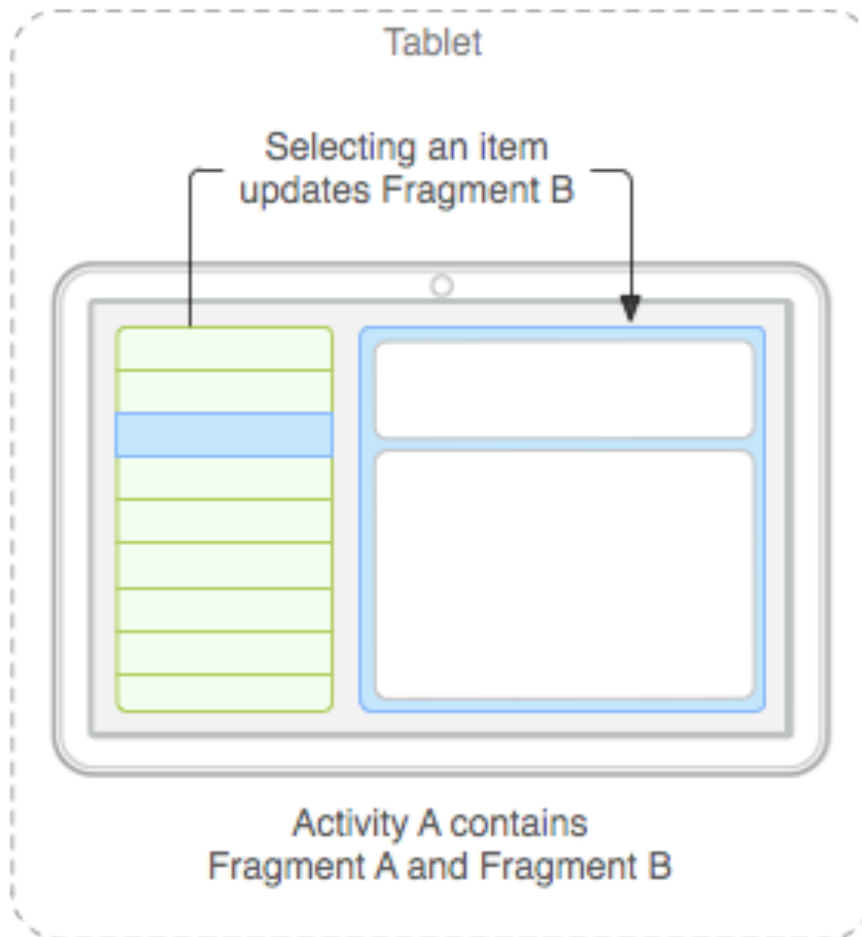 Tablet
Selecting an item
updates Fragment B
Activity A contains
Fragment A and Fragment B